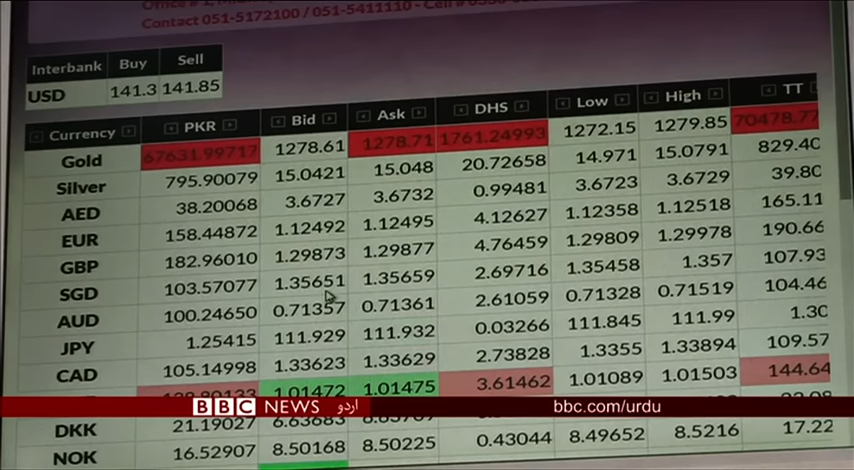 Office # 1,
Contact 051-5172100 / 051-5411110 - Cell #
Interbank Buy Sell
USD 141.3 141.85
Currency PKR Bid Ask DHS Low High TT
Gold 67631.99717 1278.61 1278.71 1761.24993 1272.15 1279.85 70478.77
Silver 795.90079 15.0421 15.048 20.72658 14.971 15.0791 829.40
AED 38.20068 3.6727 3.6732 0.99481 3.6723 3.6729 39.80
EUR 158.44872 1.12492 1.12495 4.12627 1.12358 1.12518 165.11
GBP 182.96010 1.29873 1.29877 4.76459 1.29809 1.29978 190.66
SGD 103.57077 1.35651 1.35659 2.69716 1.35458 1.357 107.93
AUD 100.24650 0.71357 0.71361 2.61059 0.71328 0.71519 104.46
JPY 1.25415 111.929 111.932 0.03266 111.845 111.99 1.30
CAD 105.14998 1.33623 1.33629 2.73828 1.3355 1.33894 109.57
1.01472 1.01475 3.61462 1.01089 1.01503 144.64
BBC NEWS اردو bbc.com/urdu
DKK 21.19027 6.63683
NOK 16.52907 8.50168 8.50225 0.43044 8.49652 8.5216 17.22